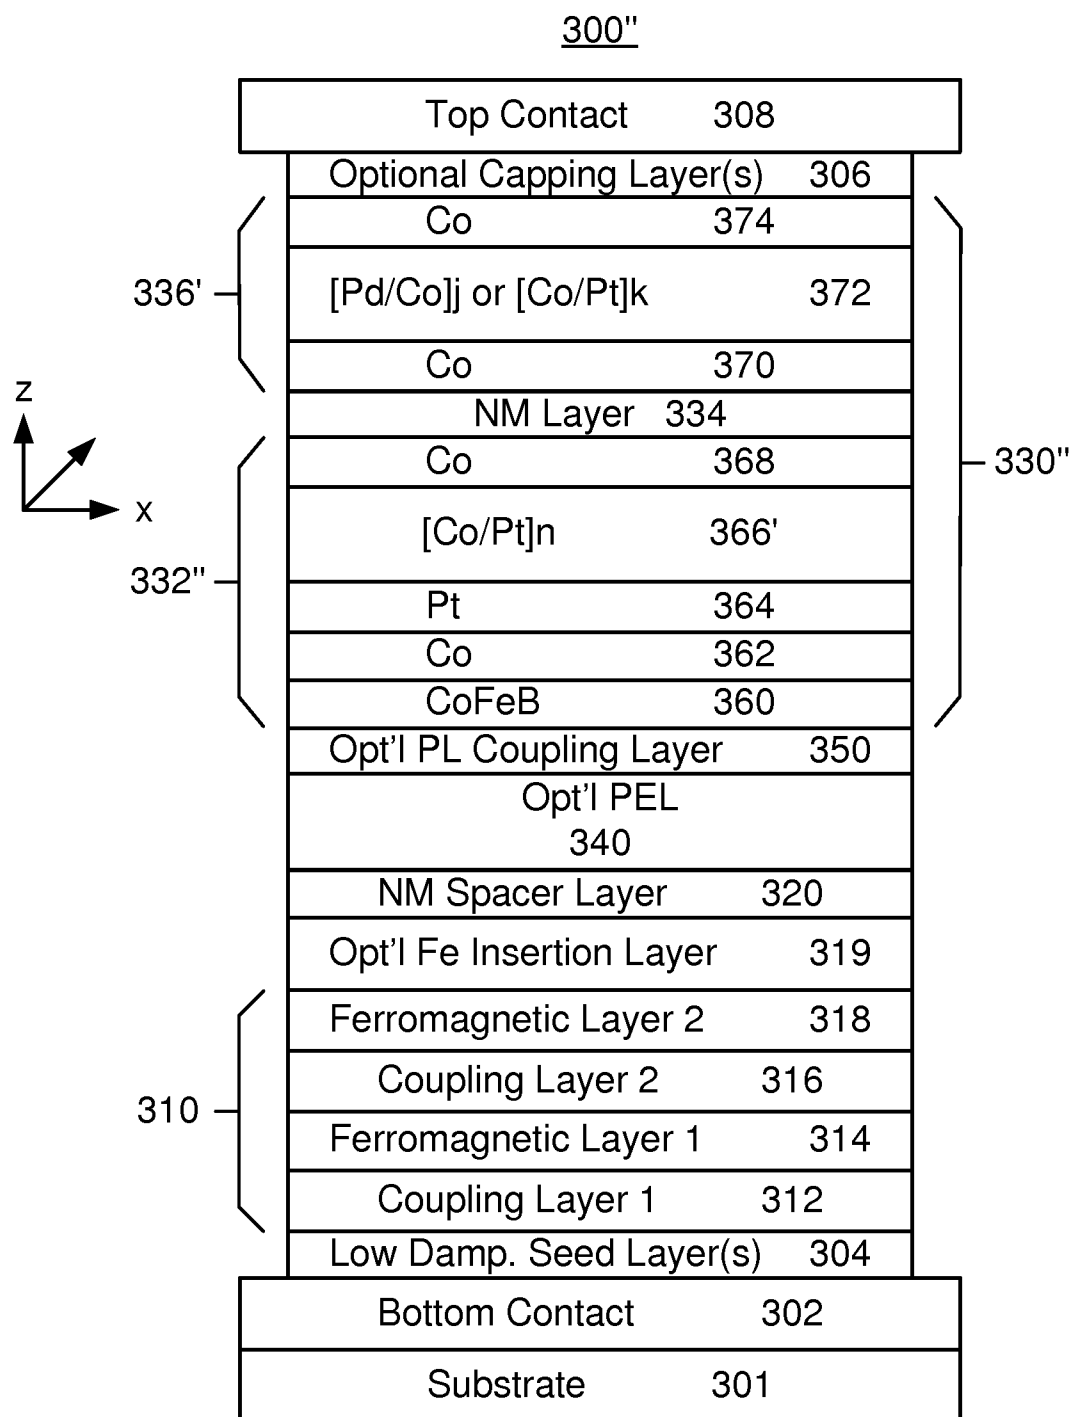 300"
Top Contact 308
Optional Capping Layer(s) 306
Co 374
336' [Pd/Co]j or [Co/Pt]k 372
Co 370
z
NM Layer 334
Co 368 330"
x
[Co/Pt]n 366'
332"
Pt 364
Co 362
CoFeB 360
Opt'l PL Coupling Layer 350
Opt'l PEL
340
NM Spacer Layer 320
Opt'l Fe Insertion Layer 319
Ferromagnetic Layer 2 318
Coupling Layer 2 316
310
Ferromagnetic Layer 1 314
Coupling Layer 1 312
Low Damp. Seed Layer(s) 304
Bottom Contact 302
Substrate 301